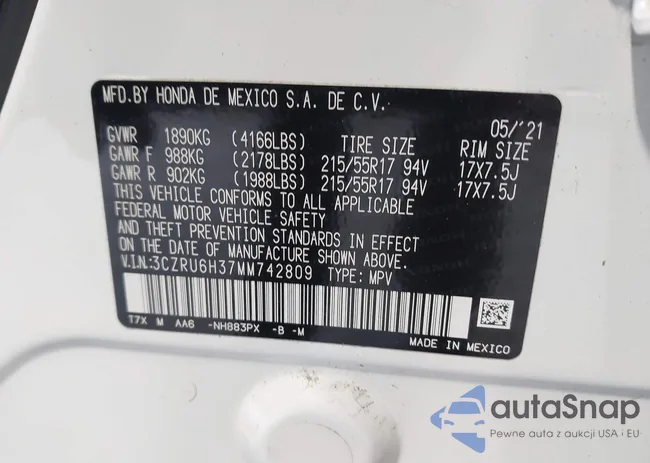 MFD.BY HONDA DE MEXICO S.A. DE C.V.
05/'21
GVWR 1890KG (4166LBS) TIRE SIZE RIM SIZE
GAWR F 988KG (2178LBS) 215/55R17 94V 17X7.5J
GAWR R 902KG (1988LBS) 215/55R17 94V 17X7.5J
THIS VEHICLE CONFORMS TO ALL APPLICABLE
FEDERAL MOTOR VEHICLE SAFETY
AND THEFT PREVENTION STANDARDS IN EFFECT
ON THE DATE OF MANUFACTURE SHOWN ABOVE.
V.I.N:3CZRU6H37MM742809 TYPE: MPV
T7X M AA6 -NH883PX -B -M
MADE IN MEXICO
autaSnap
Pewne auta z aukcji USA i EU